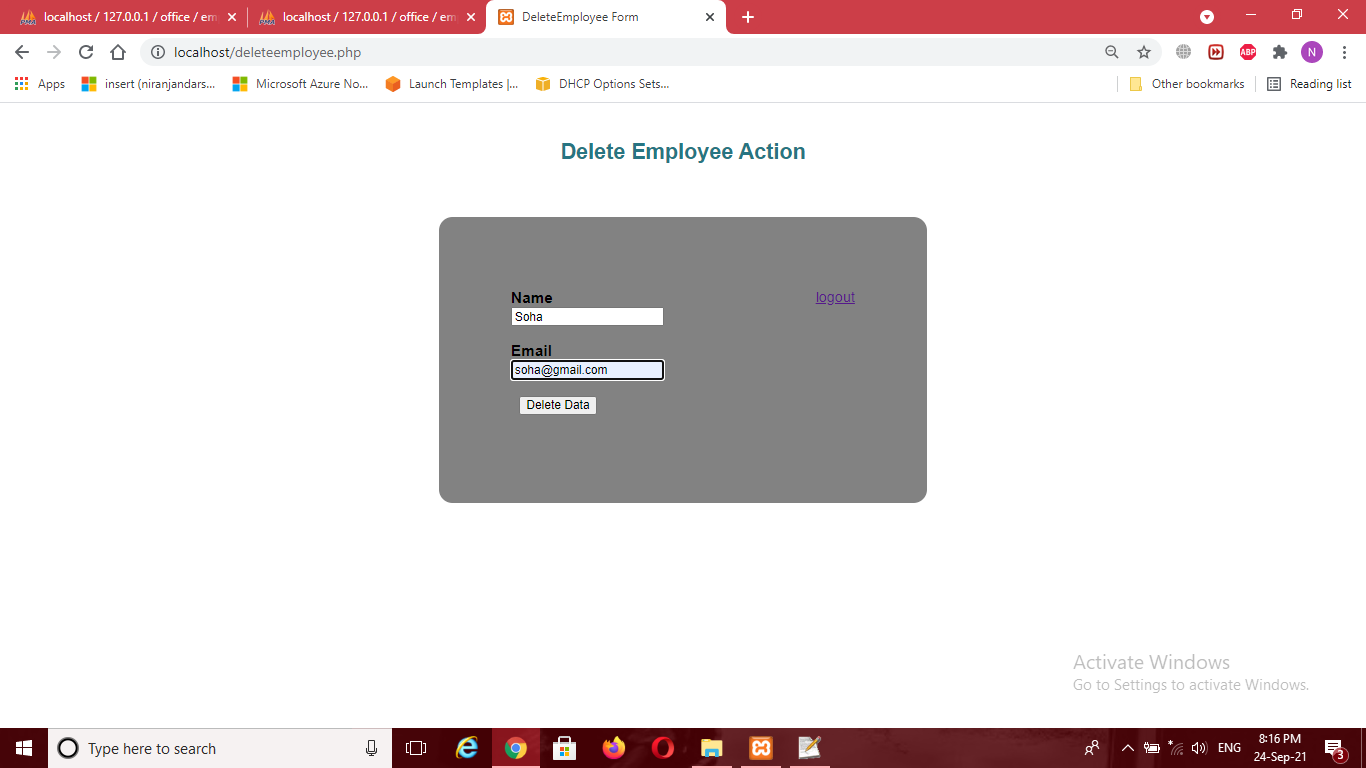 localhost / 127.0.0.1 / office / em
localhost / 127.0.0.1 / office / em
DeleteEmployee Form
localhost/deleteemployee.php
ABP
N
Apps
insert (niranjandars...
Microsoft Azure No...
Launch Templates |...
DHCP Options Sets...
Other bookmarks
Reading list
Delete Employee Action
Name
logout
Soha
Email
soha@gmail.com
Delete Data
Activate Windows
Go to Settings to activate Windows.
Type here to search
ENG
8:16 PM
24-Sep-21
3